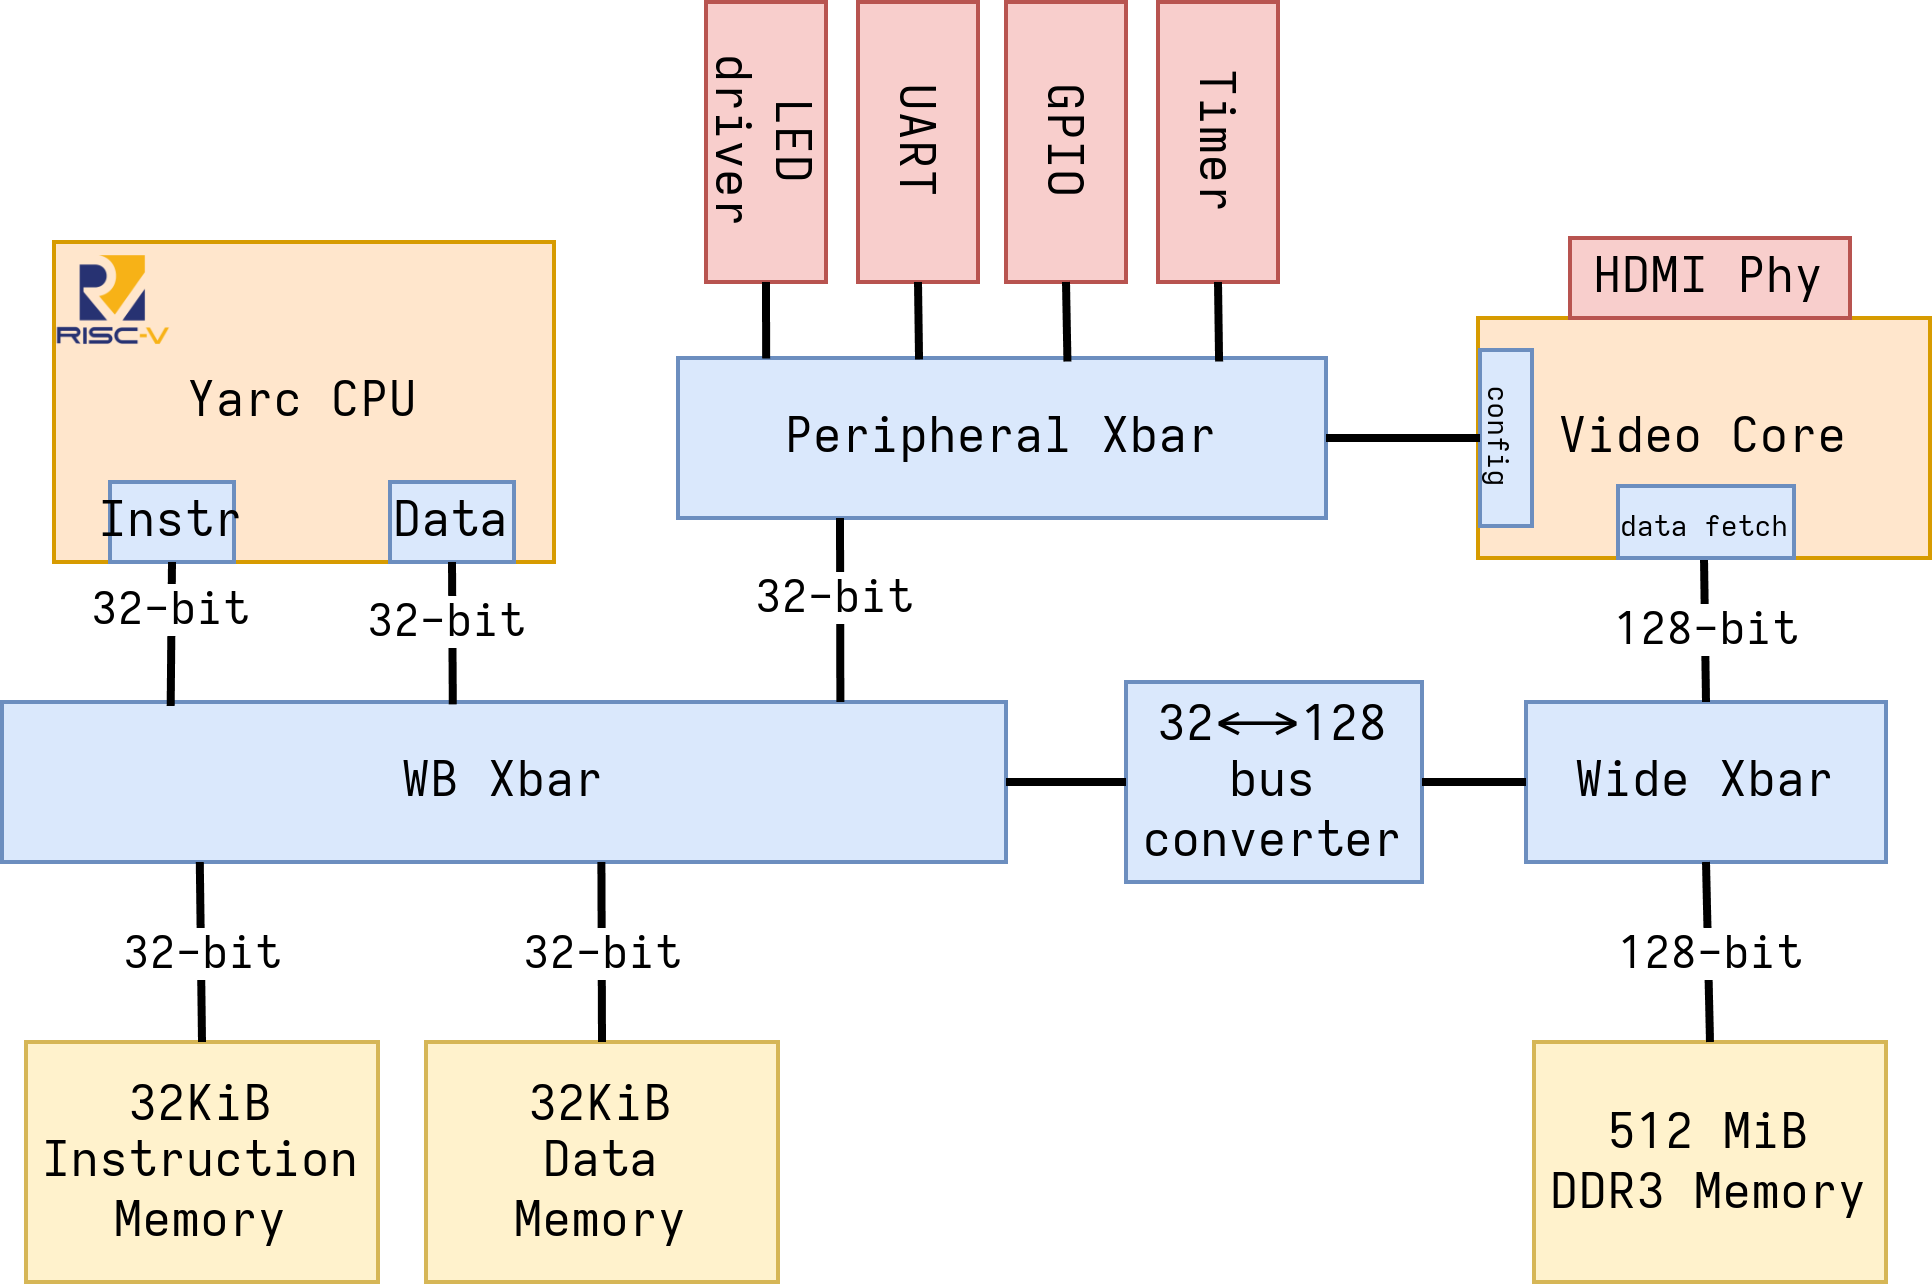 LED
driver
UART
GPIO
Timer
RISC-V
Yarc CPU
Instr
Data
Peripheral Xbar
HDMI Phy
config
Video Core
data fetch
32-bit
32-bit
32-bit
128-bit
WB Xbar
32<->128
bus
converter
Wide Xbar
32-bit
32-bit
128-bit
32KiB
Instruction
Memory
32KiB
Data
Memory
512 MiB
DDR3 Memory